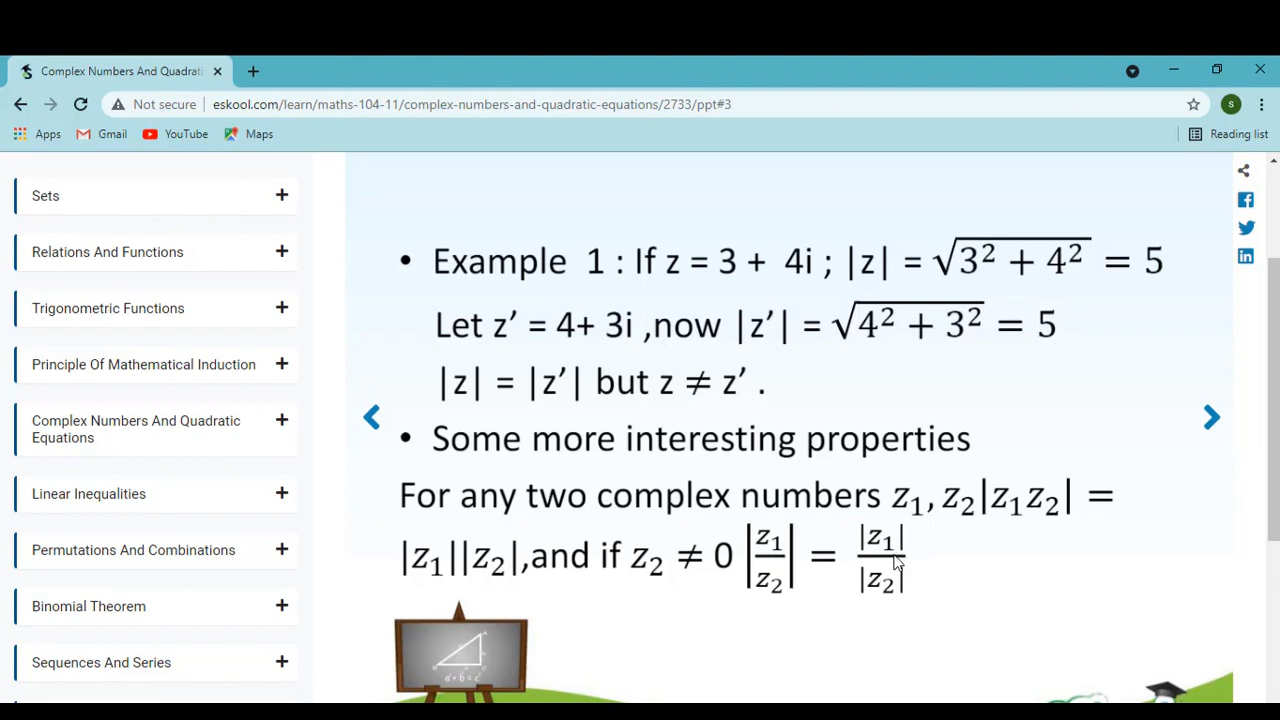 Complex Numbers And Quadrati
Not secure
eskool.com/learn/maths-104-11/complex-numbers-and-quadratic-equations/2733/ppt#3
S
Apps
Gmail
YouTube
Maps
Reading list
Sets +
Relations And Functions +
Trigonometric Functions +
Principle Of Mathematical Induction +
Complex Numbers And Quadratic +
Equations
Linear Inequalities +
Permutations And Combinations +
Binomial Theorem +
Sequences And Series +
• Example 1 : If z = 3 + 4i ; |z| = √(3² + 4²) = 5
Let z’ = 4+ 3i ,now |z’| = √(4² + 3²) = 5
|z| = |z’| but z ≠ z’ .
• Some more interesting properties
For any two complex numbers z₁, z₂|z₁z₂| =
|z₁||z₂|,and if z₂ ≠ 0 |z₁/z₂| = |z₁|/|z₂|